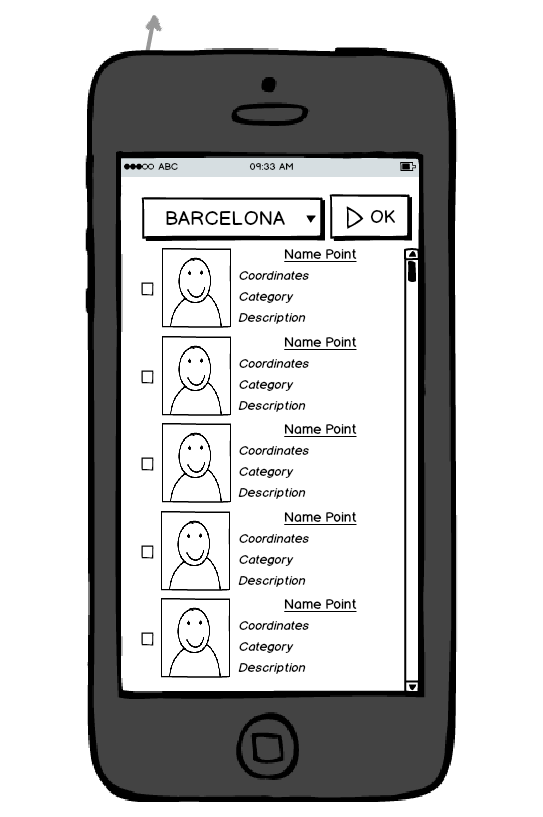 ABC 09:33 AM
BARCELONA OK
Name Point
Coordinates
Category
Description
Name Point
Coordinates
Category
Description
Name Point
Coordinates
Category
Description
Name Point
Coordinates
Category
Description
Name Point
Coordinates
Category
Description